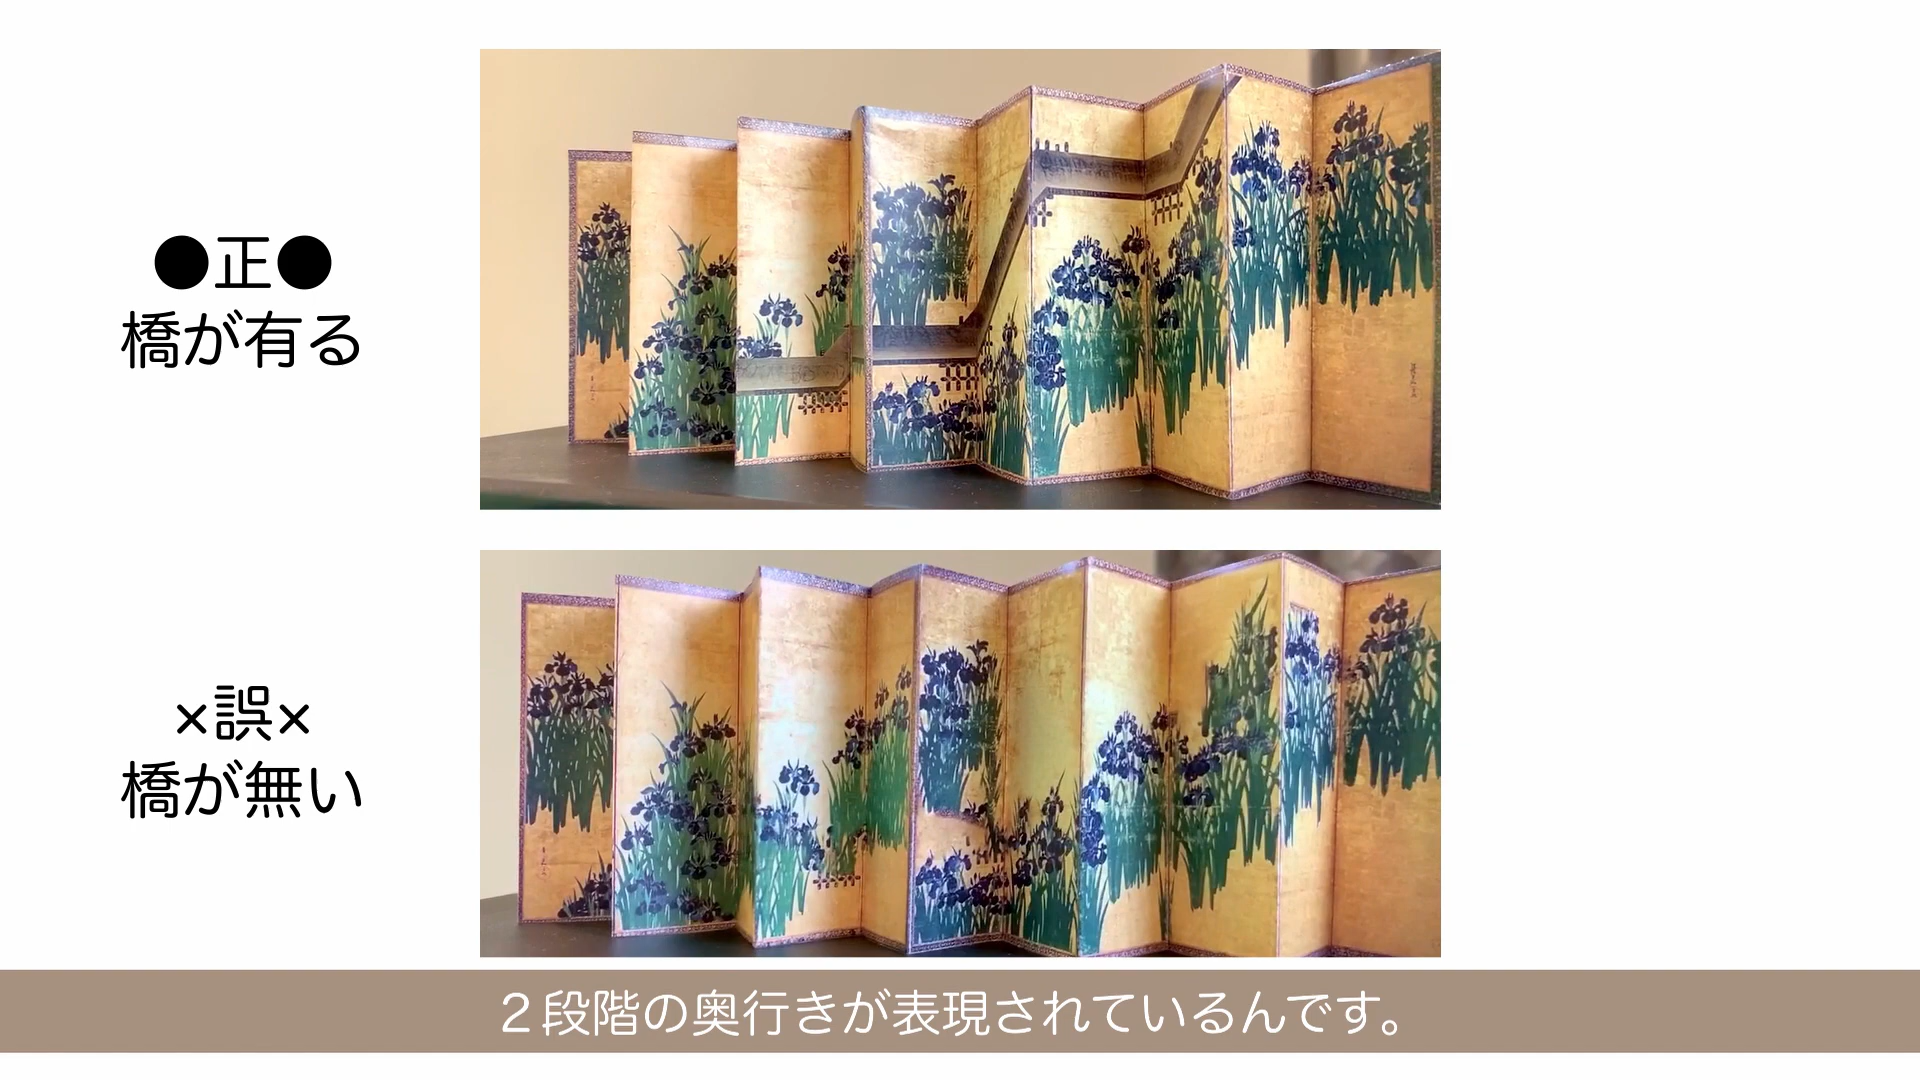 ●正●
橋が有る
×誤×
橋が無い
２段階の奥行きが表現されているんです。